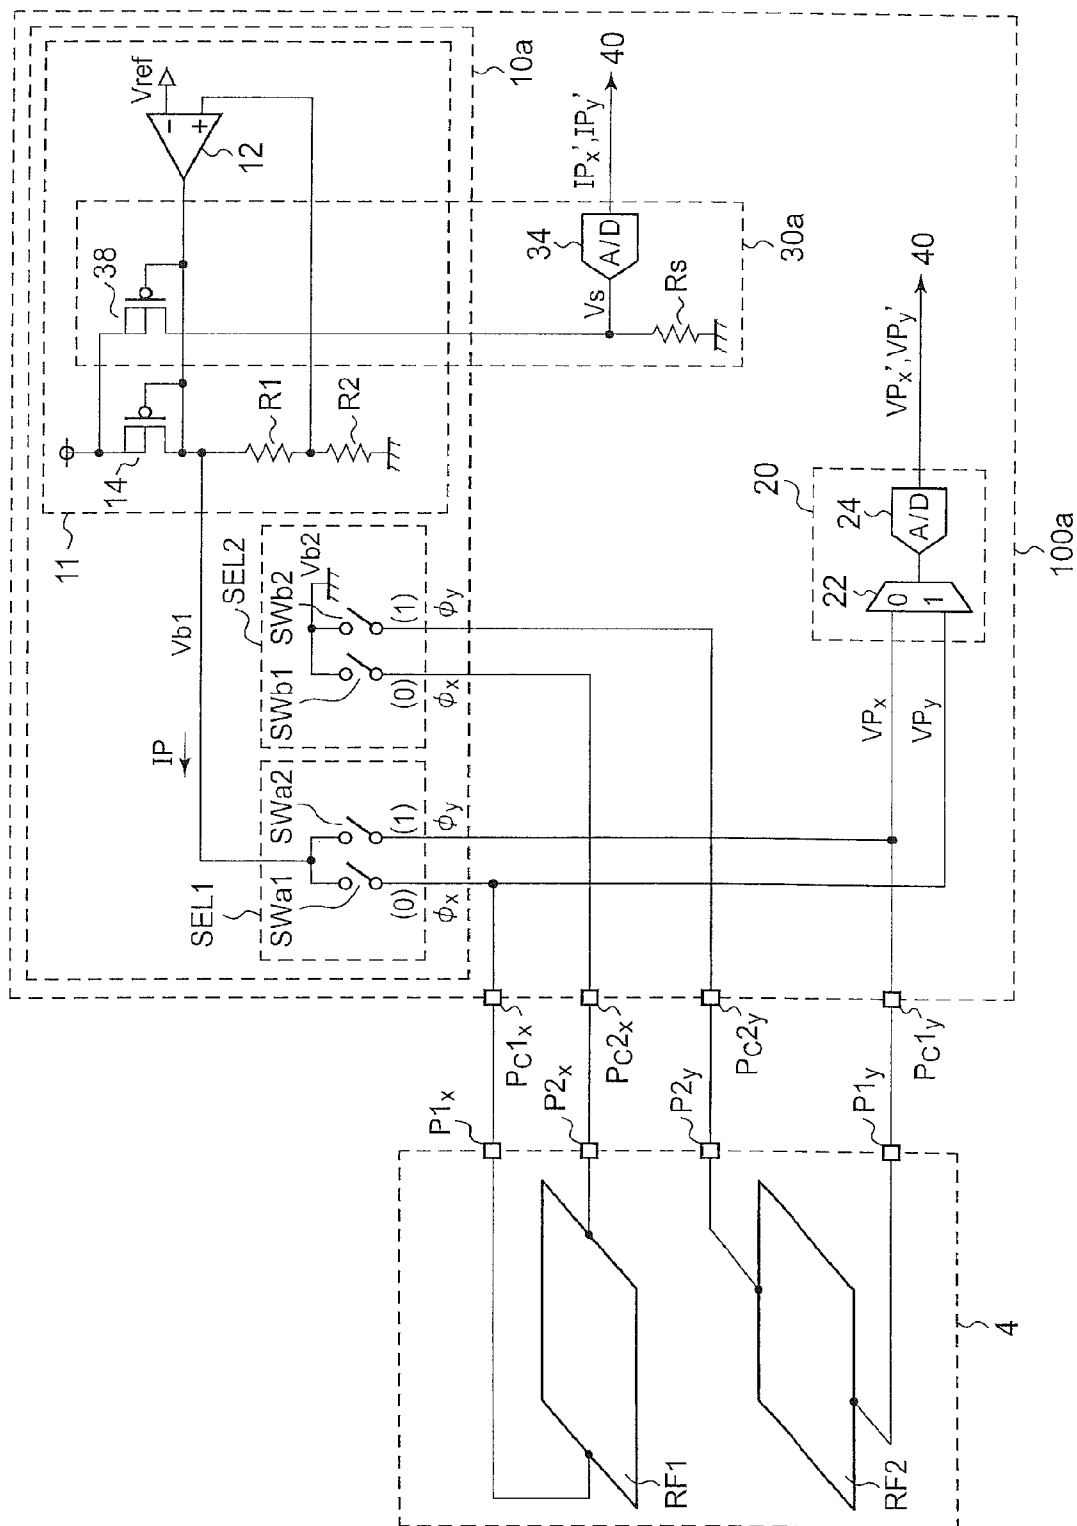 4
RF1
RF2
P1x
P2x
P2y
P1y
Pc1x
Pc2x
Pc2y
Pc1y
SEL1
SWa1
SWa2
(0)
(1)
ϕx
ϕy
IP
Vb1
SEL2
SWb1
SWb2
Vb2
(0)
(1)
ϕx
ϕy
11
14
R1
R2
38
12
Vref
−
+
10a
Vs
Rs
34
A/D
IPx',IPy'
40
30a
VPx
VPy
22
0
1
20
24
A/D
VPx',VPy'
40
100a